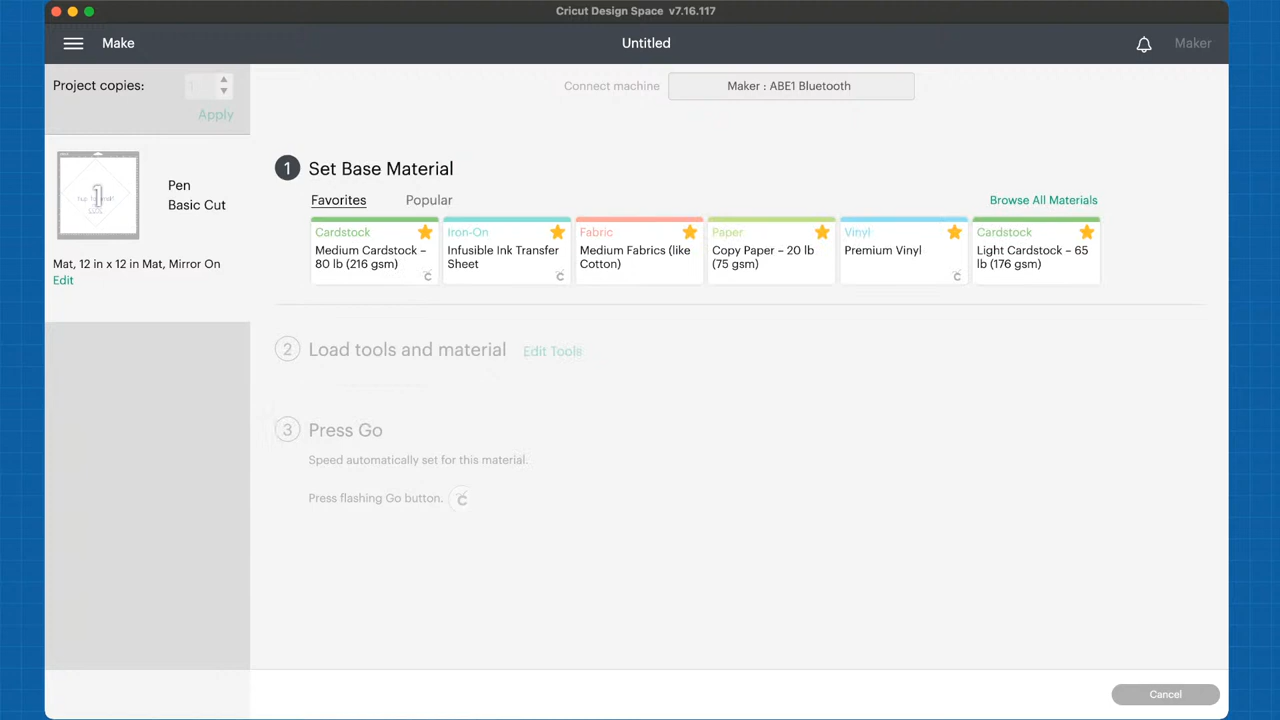 Cricut Design Space v7.16.117
Make
Untitled
Maker
Project copies:
1
Apply
Connect machine
Maker : ABE1 Bluetooth
1
Pen
Basic Cut
Mat, 12 in x 12 in Mat, Mirror On
Edit
1 Set Base Material
Favorites Popular Browse All Materials
Cardstock
Medium Cardstock –
80 lb (216 gsm)
Iron-On
Infusible Ink Transfer
Sheet
Fabric
Medium Fabrics (like
Cotton)
Paper
Copy Paper – 20 lb
(75 gsm)
Vinyl
Premium Vinyl
Cardstock
Light Cardstock – 65
lb (176 gsm)
2 Load tools and material Edit Tools
3 Press Go
Speed automatically set for this material.
Press flashing Go button.
Cancel